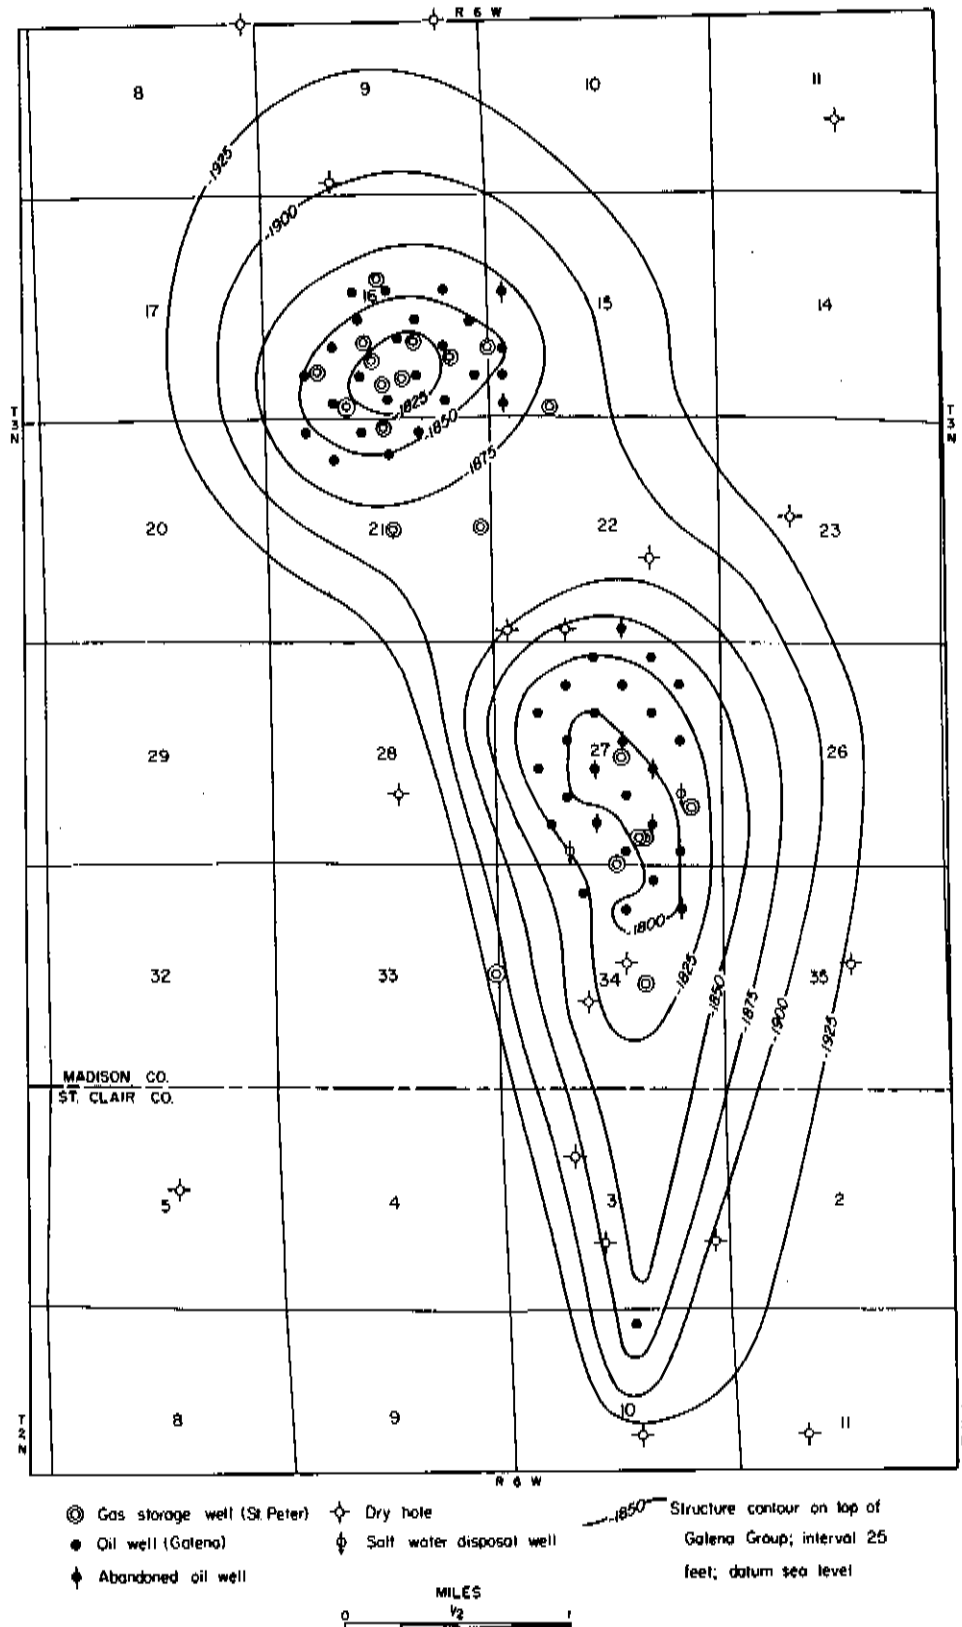 R 6 W
8
9
10
11
-1925
-1900
16
17
15
14
-1825
-1850
-1875
T
3
N
T
3
N
20
21
22
23
29
28
27
26
-1800
32
33
34
35
-1825
-1850
-1875
-1900
-1925
MADISON CO.
ST. CLAIR CO.
5
4
3
2
T
2
N
8
9
10
11
R 6 W
Gas storage well (St. Peter)
Dry hole
-1850
Structure contour on top of
Oil well (Galena)
Salt water disposal well
Galena Group; interval 25
Abandoned oil well
feet; datum sea level
MILES
0
1/2
1